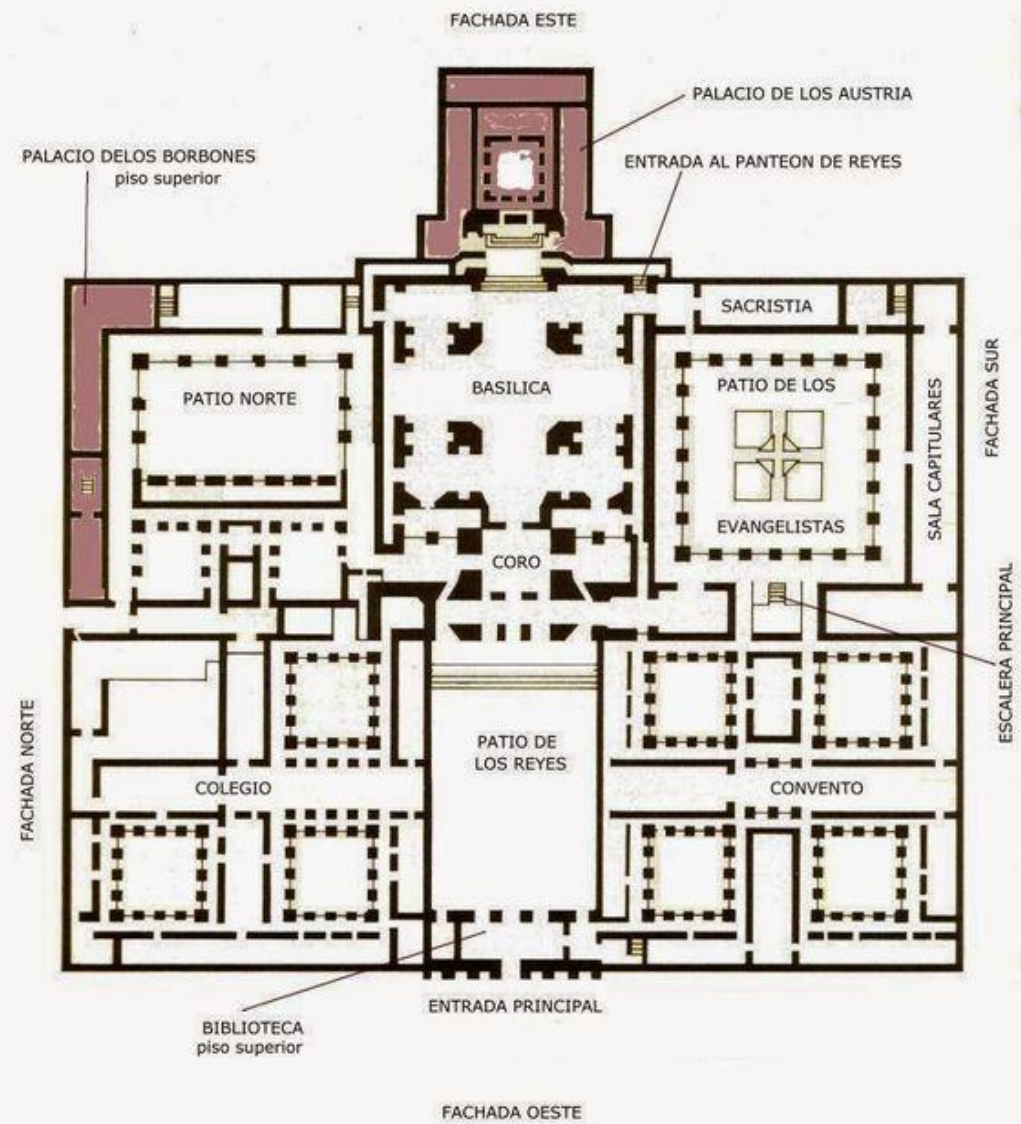 FACHADA ESTE
PALACIO DE LOS AUSTRIA
PALACIO DELOS BORBONES
piso superior
ENTRADA AL PANTEON DE REYES
SACRISTIA
PATIO NORTE
BASILICA
PATIO DE LOS
EVANGELISTAS
SALA CAPITULARES
FACHADA SUR
CORO
ESCALERA PRINCIPAL
FACHADA NORTE
PATIO DE
LOS REYES
COLEGIO
CONVENTO
ENTRADA PRINCIPAL
BIBLIOTECA
piso superior
FACHADA OESTE